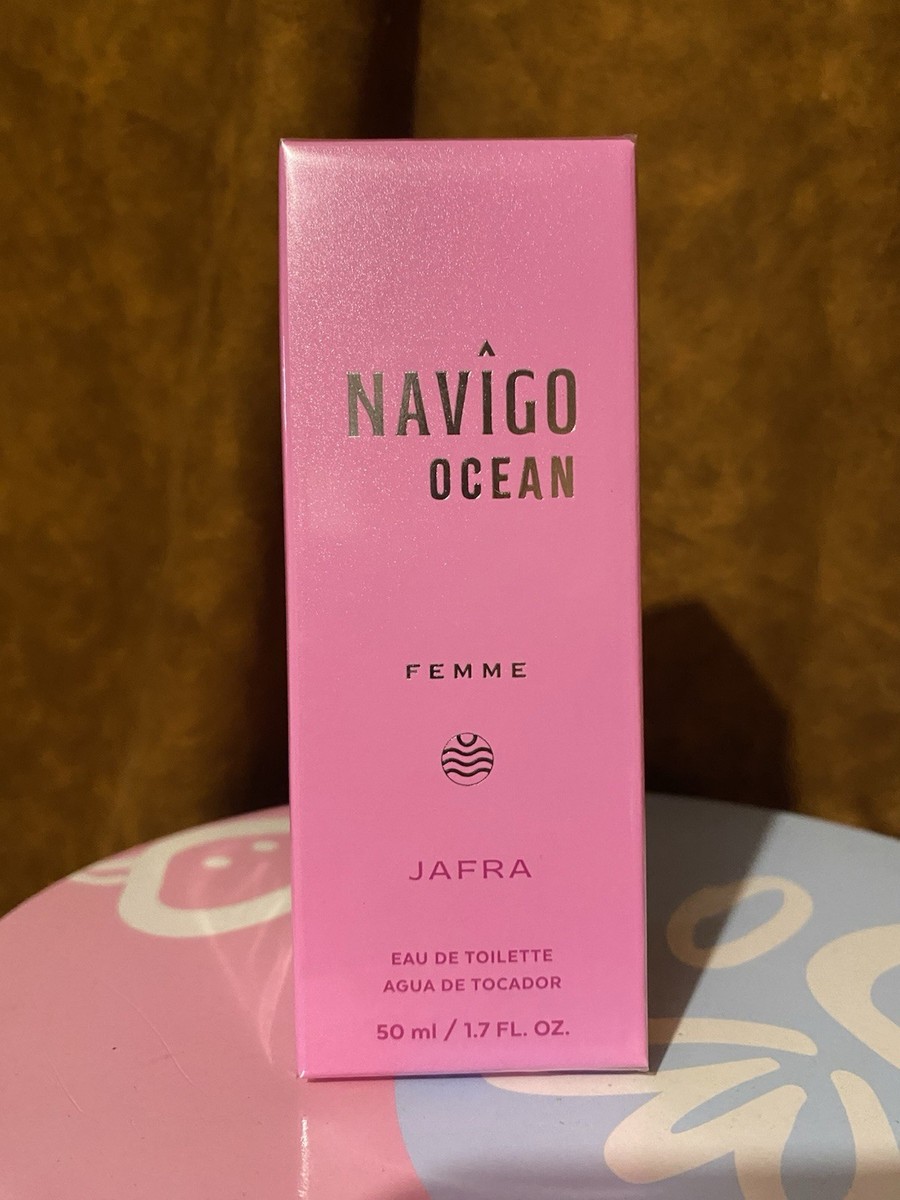 NAVÎGO
OCEAN
FEMME
JAFRA
EAU DE TOILETTE
AGUA DE TOCADOR
50 ml / 1.7 FL. OZ.